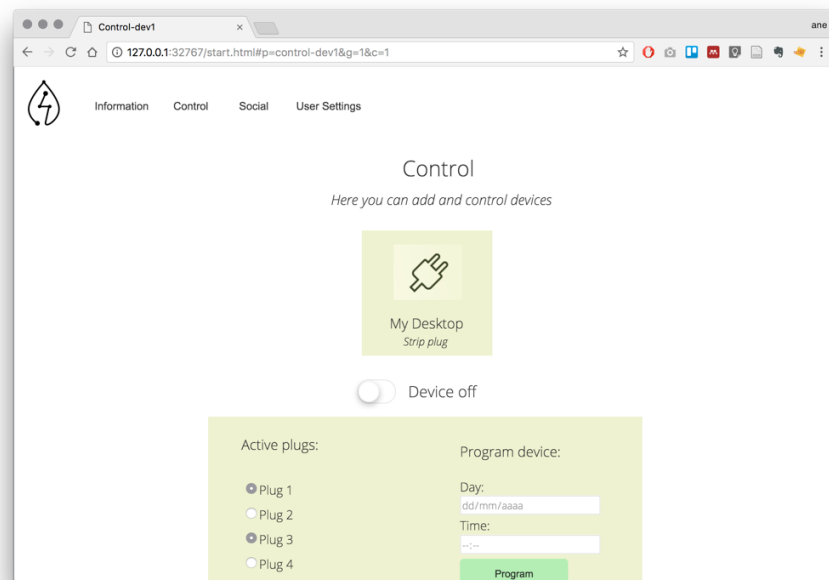 Control-dev1
ane
127.0.0.1:32767/start.html#p=control-dev1&g=1&c=1
Information Control Social User Settings
Control
Here you can add and control devices
My Desktop
Strip plug
Device off
Active plugs:
Plug 1
Plug 2
Plug 3
Plug 4
Program device:
Day:
dd/mm/aaaa
Time:
--:--
Program